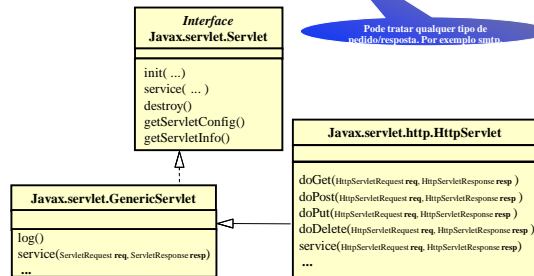 Interface
Javax.servlet.Servlet
init( ...)
service( ... )
destroy()
getServletConfig()
getServletInfo()
Pode tratar qualquer tipo de
pedido/resposta. Por exemplo smtp.
Javax.servlet.GenericServlet
log()
service(ServletRequest req, ServletResponse resp)
...
Javax.servlet.http.HttpServlet
doGet(HttpServletRequest req, HttpServletResponse resp )
doPost(HttpServletRequest req, HttpServletResponse resp )
doPut(HttpServletRequest req, HttpServletResponse resp )
doDelete(HttpServletRequest req, HttpServletResponse resp )
service(HttpServletRequest req, HttpServletResponse resp)
...